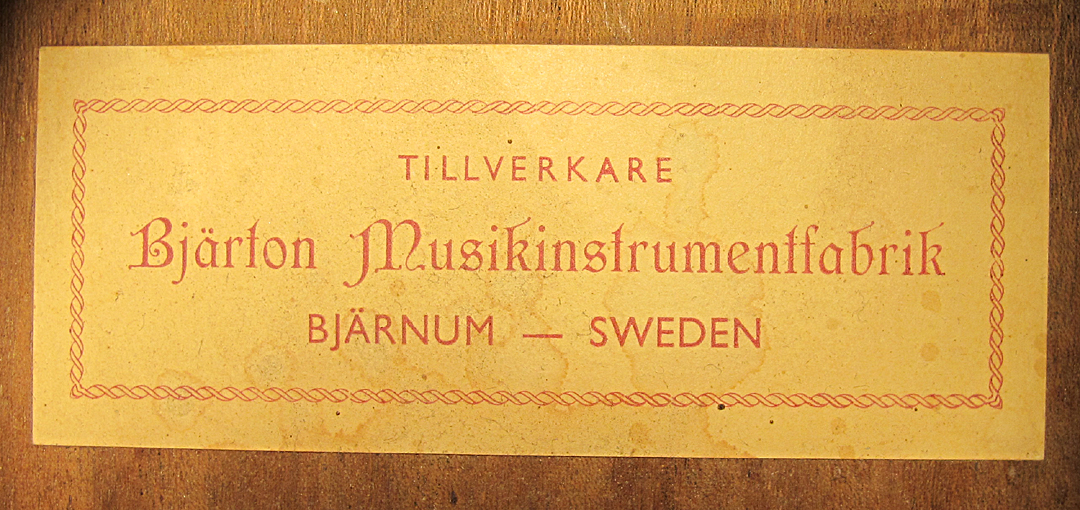 TILLVERKARE
Bjärton Musikinstrumentfabrik
BJÄRNUM — SWEDEN